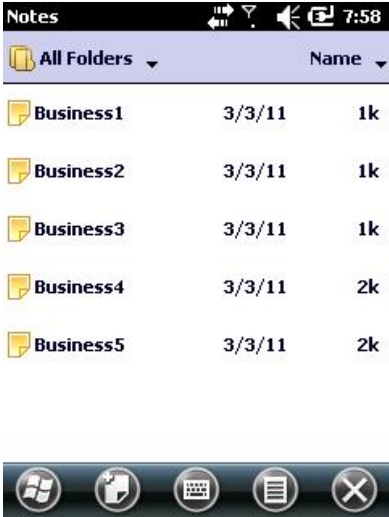 Notes 7:58
All Folders Name
Business1 3/3/11 1k
Business2 3/3/11 1k
Business3 3/3/11 1k
Business4 3/3/11 2k
Business5 3/3/11 2k